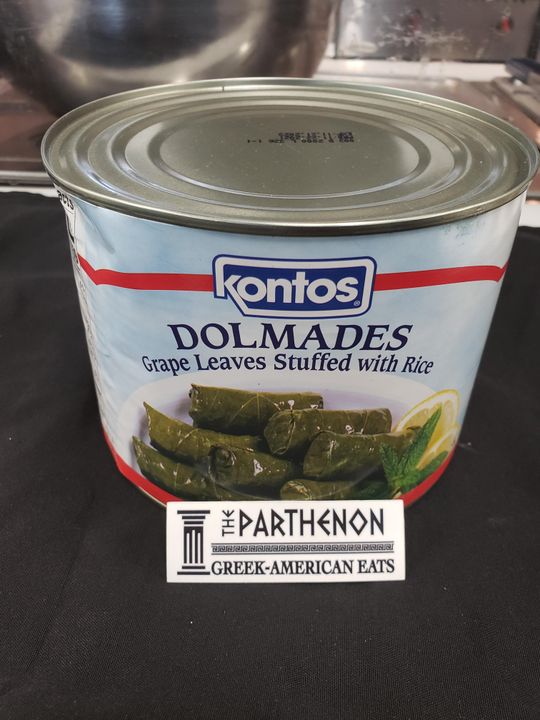 kontos®
DOLMADES
Grape Leaves Stuffed with Rice
THE PARTHENON
GREEK-AMERICAN EATS